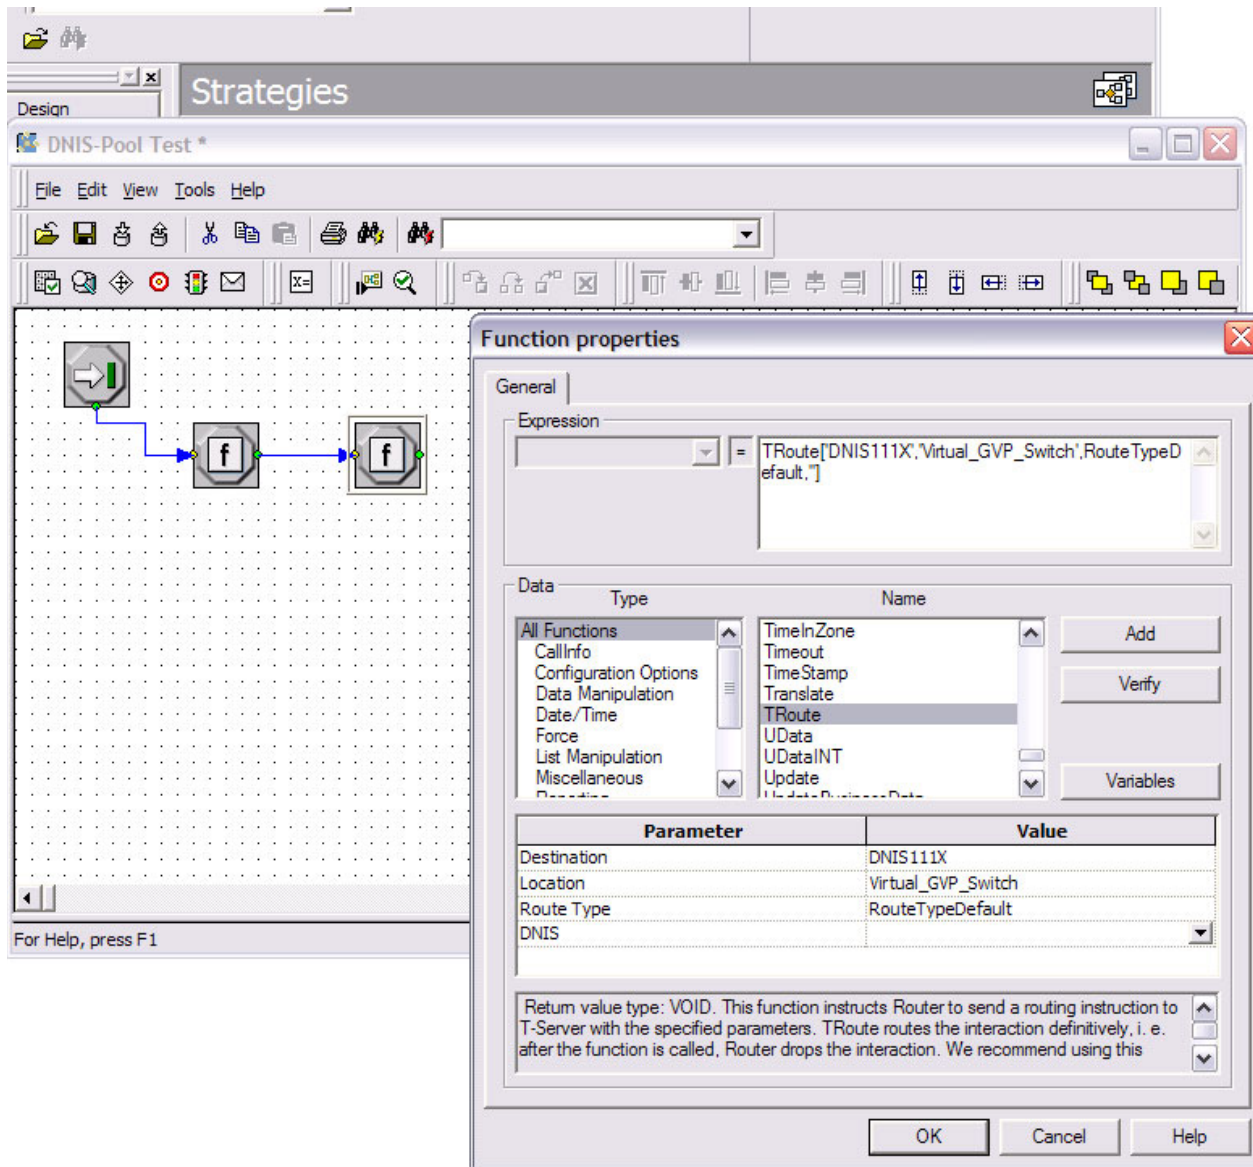 Strategies
Design
DNIS-Pool Test *
File Edit View Tools Help
X=
f
f
For Help, press F1
Function properties
General
Expression
=
TRoute['DNIS111X','Virtual_GVP_Switch',RouteTypeD
efault,'']
Data
Type
Name
All Functions
CallInfo
Configuration Options
Data Manipulation
Date/Time
Force
List Manipulation
Miscellaneous
Reporting
TimeInZone
Timeout
TimeStamp
Translate
TRoute
UData
UDataINT
Update
UpdateBusinessData
Add
Verify
Variables
Parameter Value
Destination DNIS111X
Location Virtual_GVP_Switch
Route Type RouteTypeDefault
DNIS
Return value type: VOID. This function instructs Router to send a routing instruction to
T-Server with the specified parameters. TRoute routes the interaction definitively, i. e.
after the function is called, Router drops the interaction. We recommend using this
OK Cancel Help